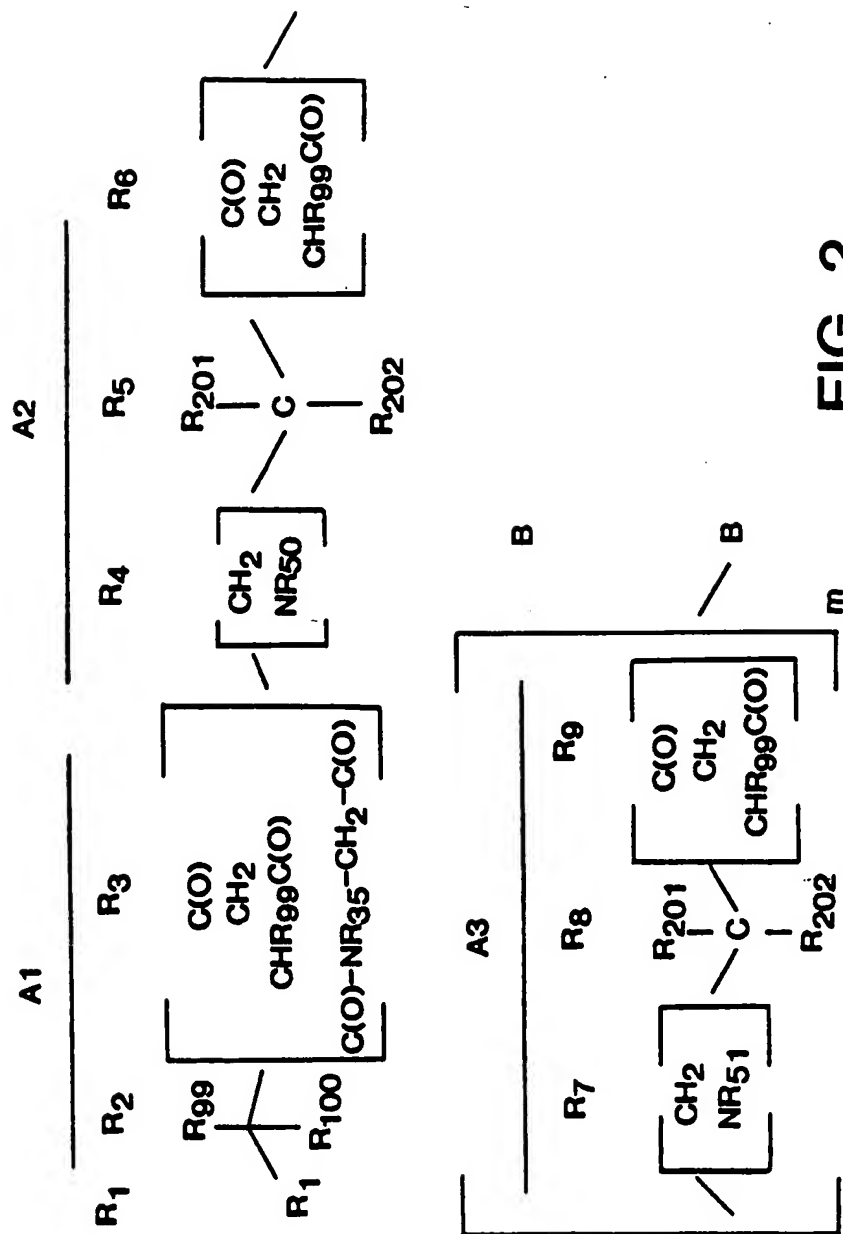 A1 A2
R1 R2 R3 R4 R5 R6
R99 C(O) CH2 R201 C(O)
CH2 NR50 C CH2
R1 R100 CHR99C(O) R202 CHR99C(O)
C(O)-NR35-CH2-C(O)
A3 B
R7 R8 R9
CH2 R201 C(O)
NR51 C CH2 B
R202 CHR99C(O)
m
FIG. 2